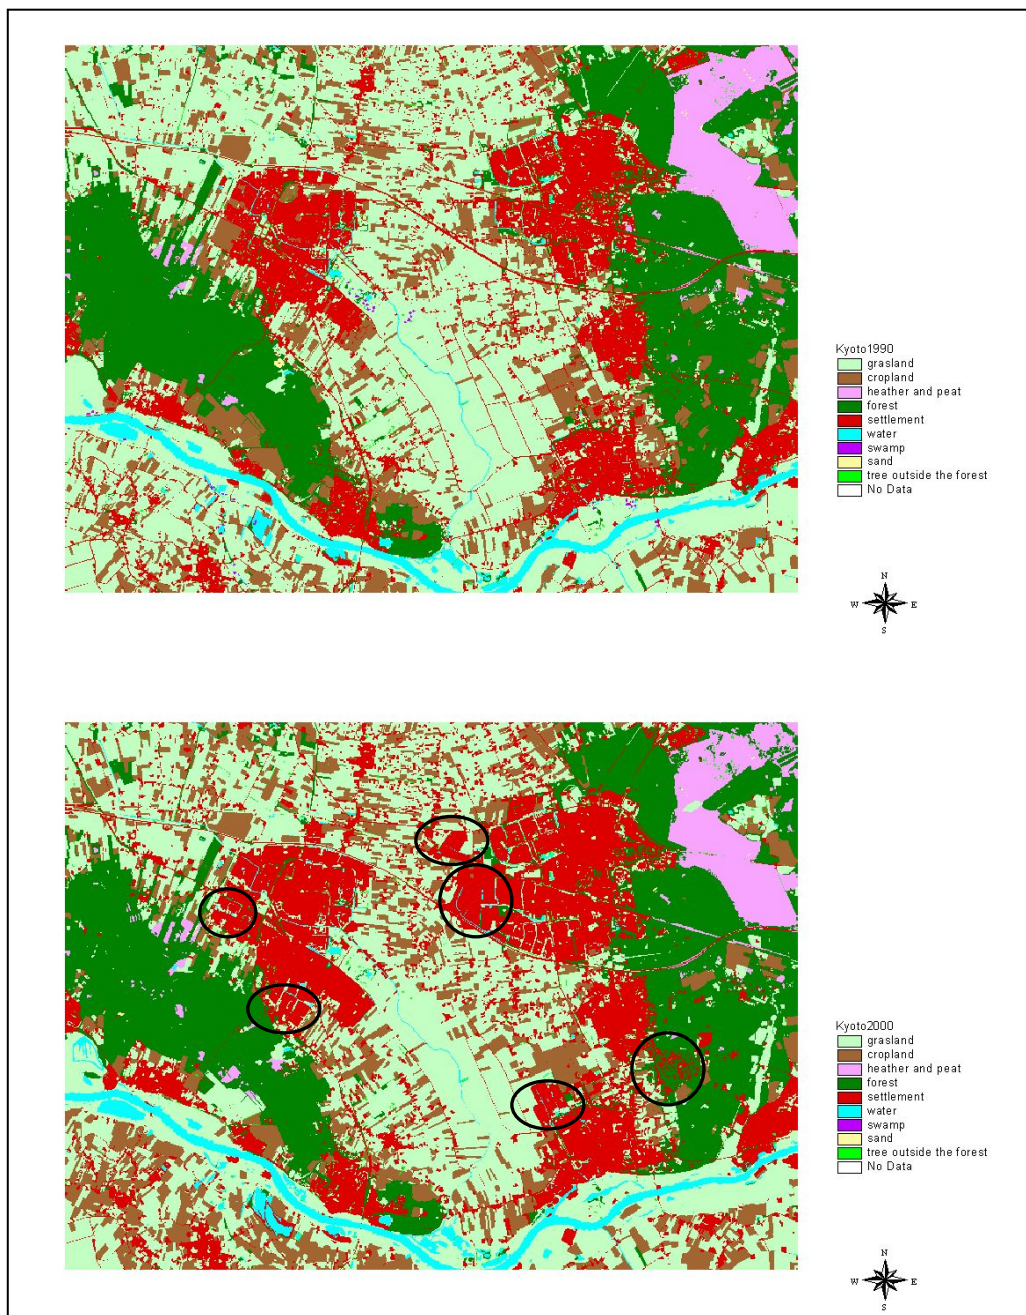 Kyoto1990
grasland
cropland
heather and peat
forest
settlement
water
swamp
sand
tree outside the forest
No Data
N
W E
S
Kyoto2000
grasland
cropland
heather and peat
forest
settlement
water
swamp
sand
tree outside the forest
No Data
N
W E
S